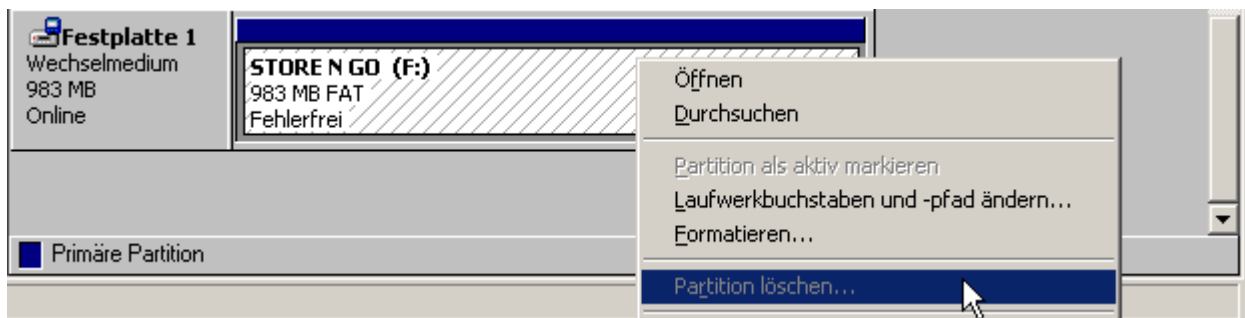 Festplatte 1
Wechselmedium
983 MB
Online
STORE N GO (F:)
983 MB FAT
Fehlerfrei
Öffnen
Durchsuchen
Partition als aktiv markieren
Laufwerkbuchstaben und -pfad ändern...
Formatieren...
Partition löschen...
Primäre Partition